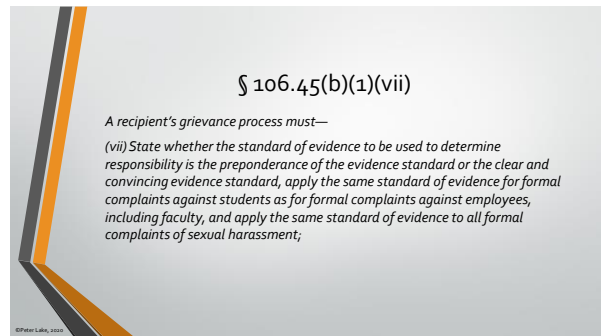 § 106.45(b)(1)(vii)
A recipient's grievance process must—
(vii) State whether the standard of evidence to be used to determine
responsibility is the preponderance of the evidence standard or the clear and
convincing evidence standard, apply the same standard of evidence for formal
complaints against students as for formal complaints against employees,
including faculty, and apply the same standard of evidence to all formal
complaints of sexual harassment;
©Peter Lake, 2020